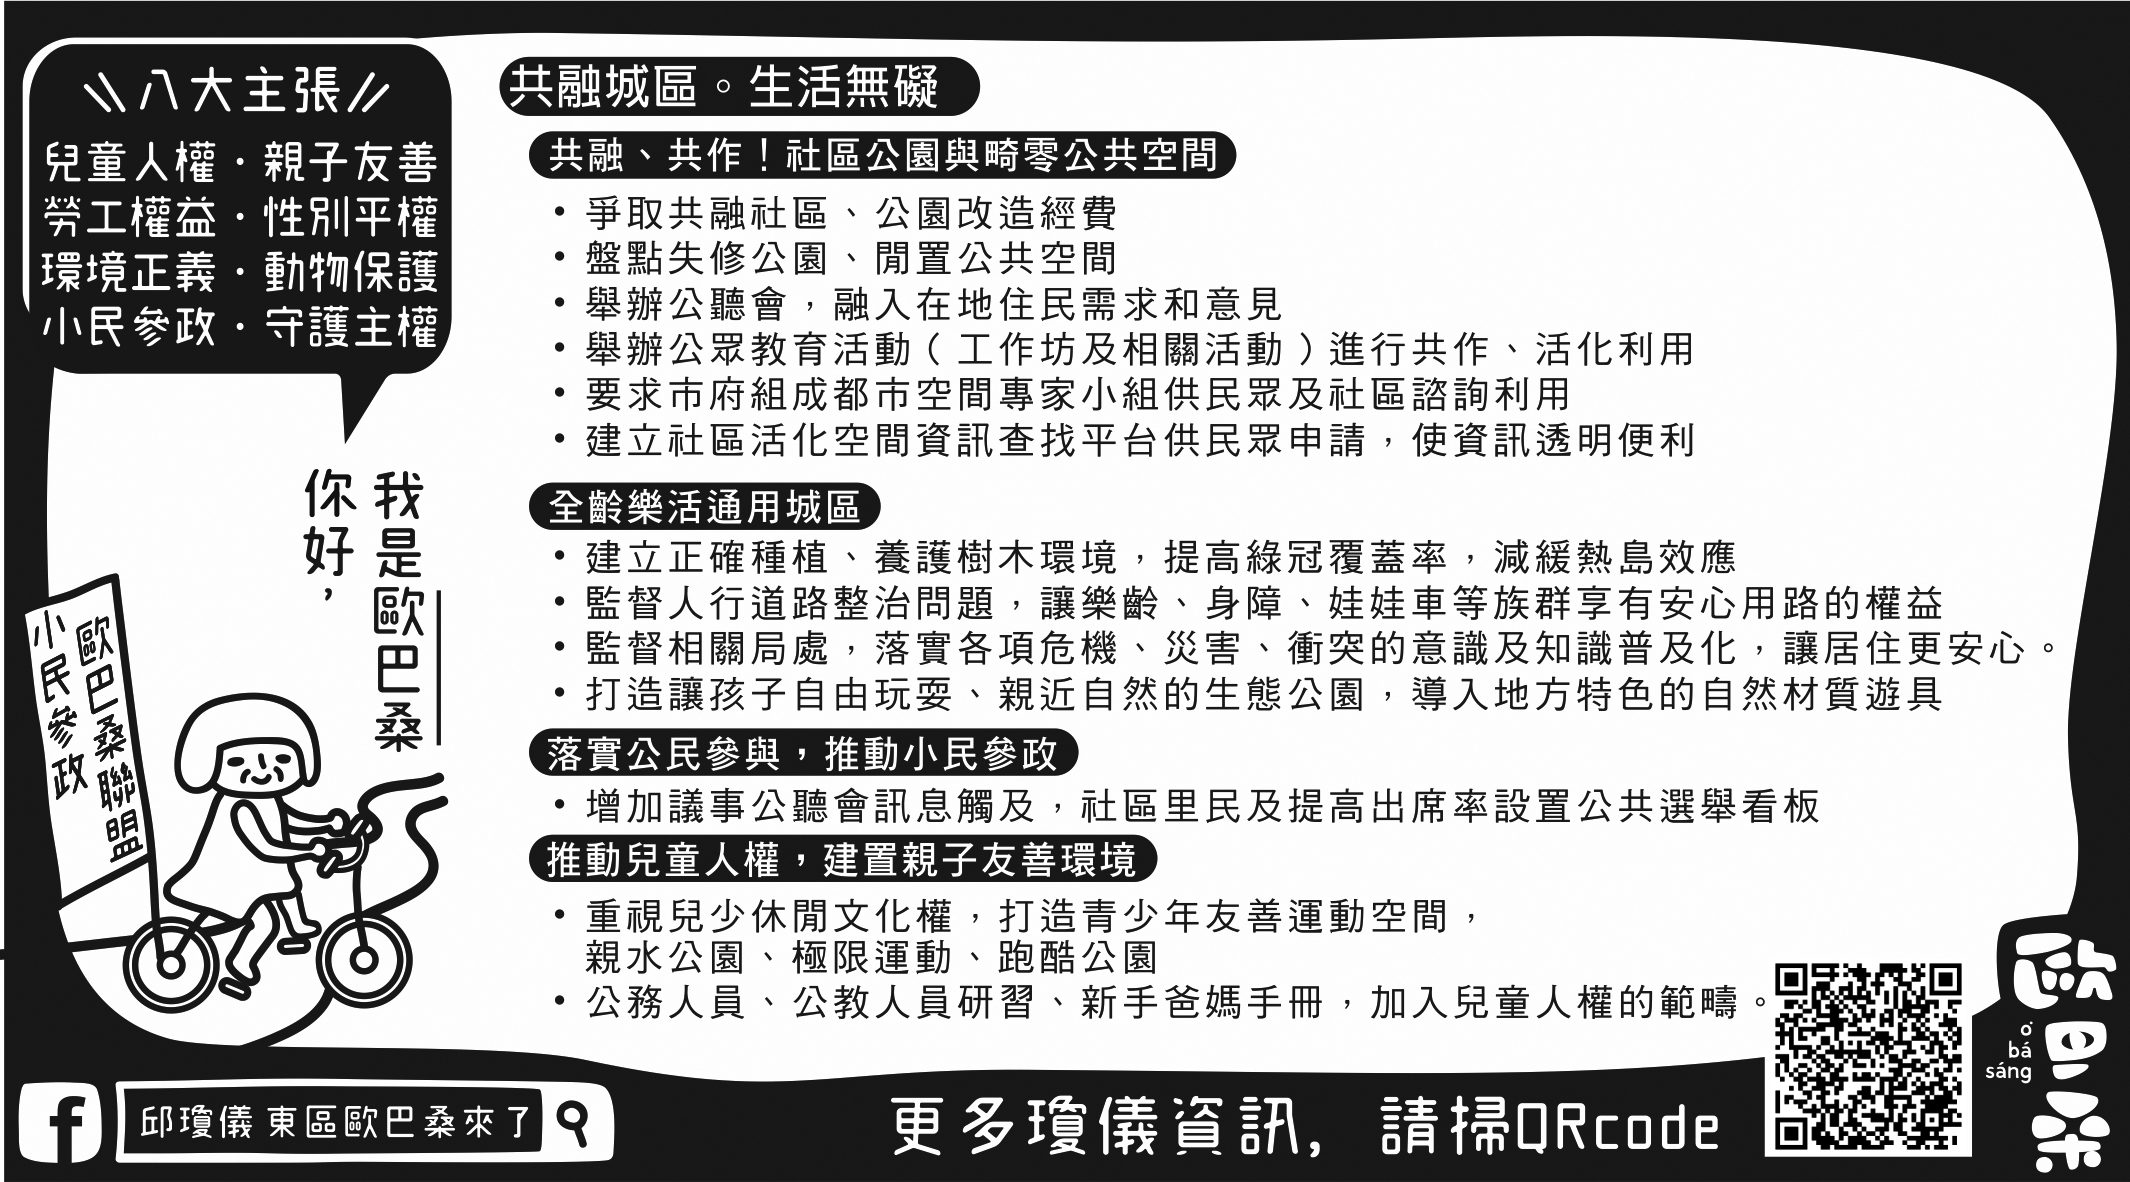 \\八大主張//
兒童人權・親子友善
勞工權益・性別平權
環境正義・動物保護
小民參政・守護主權
你好，
我是歐巴桑
歐巴桑聯盟
小民參政
共融城區。生活無礙
共融、共作！社區公園與畸零公共空間
• 爭取共融社區、公園改造經費
• 盤點失修公園、閒置公共空間
• 舉辦公聽會，融入在地住民需求和意見
• 舉辦公眾教育活動（工作坊及相關活動）進行共作、活化利用
• 要求市府組成都市空間專家小組供民眾及社區諮詢利用
• 建立社區活化空間資訊查找平台供民眾申請，使資訊透明便利
全齡樂活通用城區
• 建立正確種植、養護樹木環境，提高綠冠覆蓋率，減緩熱島效應
• 監督人行道路整治問題，讓樂齡、身障、娃娃車等族群享有安心用路的權益
• 監督相關局處，落實各項危機、災害、衝突的意識及知識普及化，讓居住更安心。
• 打造讓孩子自由玩耍、親近自然的生態公園，導入地方特色的自然材質遊具
落實公民參與，推動小民參政
• 增加議事公聽會訊息觸及，社區里民及提高出席率設置公共選舉看板
推動兒童人權，建置親子友善環境
• 重視兒少休閒文化權，打造青少年友善運動空間，
親水公園、極限運動、跑酷公園
• 公務人員、公教人員研習、新手爸媽手冊，加入兒童人權的範疇。
f
邱瓊儀 東區歐巴桑來了
更多瓊儀資訊，請掃QRcode
歐巴桑
o͘
bá
sáng